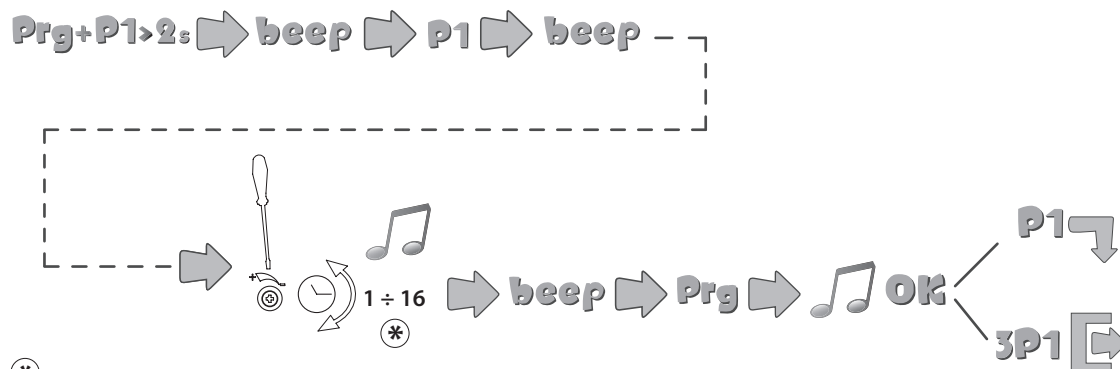 Prg+P1>2s beep P1 beep
P1
1 ÷ 16 beep Prg OK
*
3P1
*